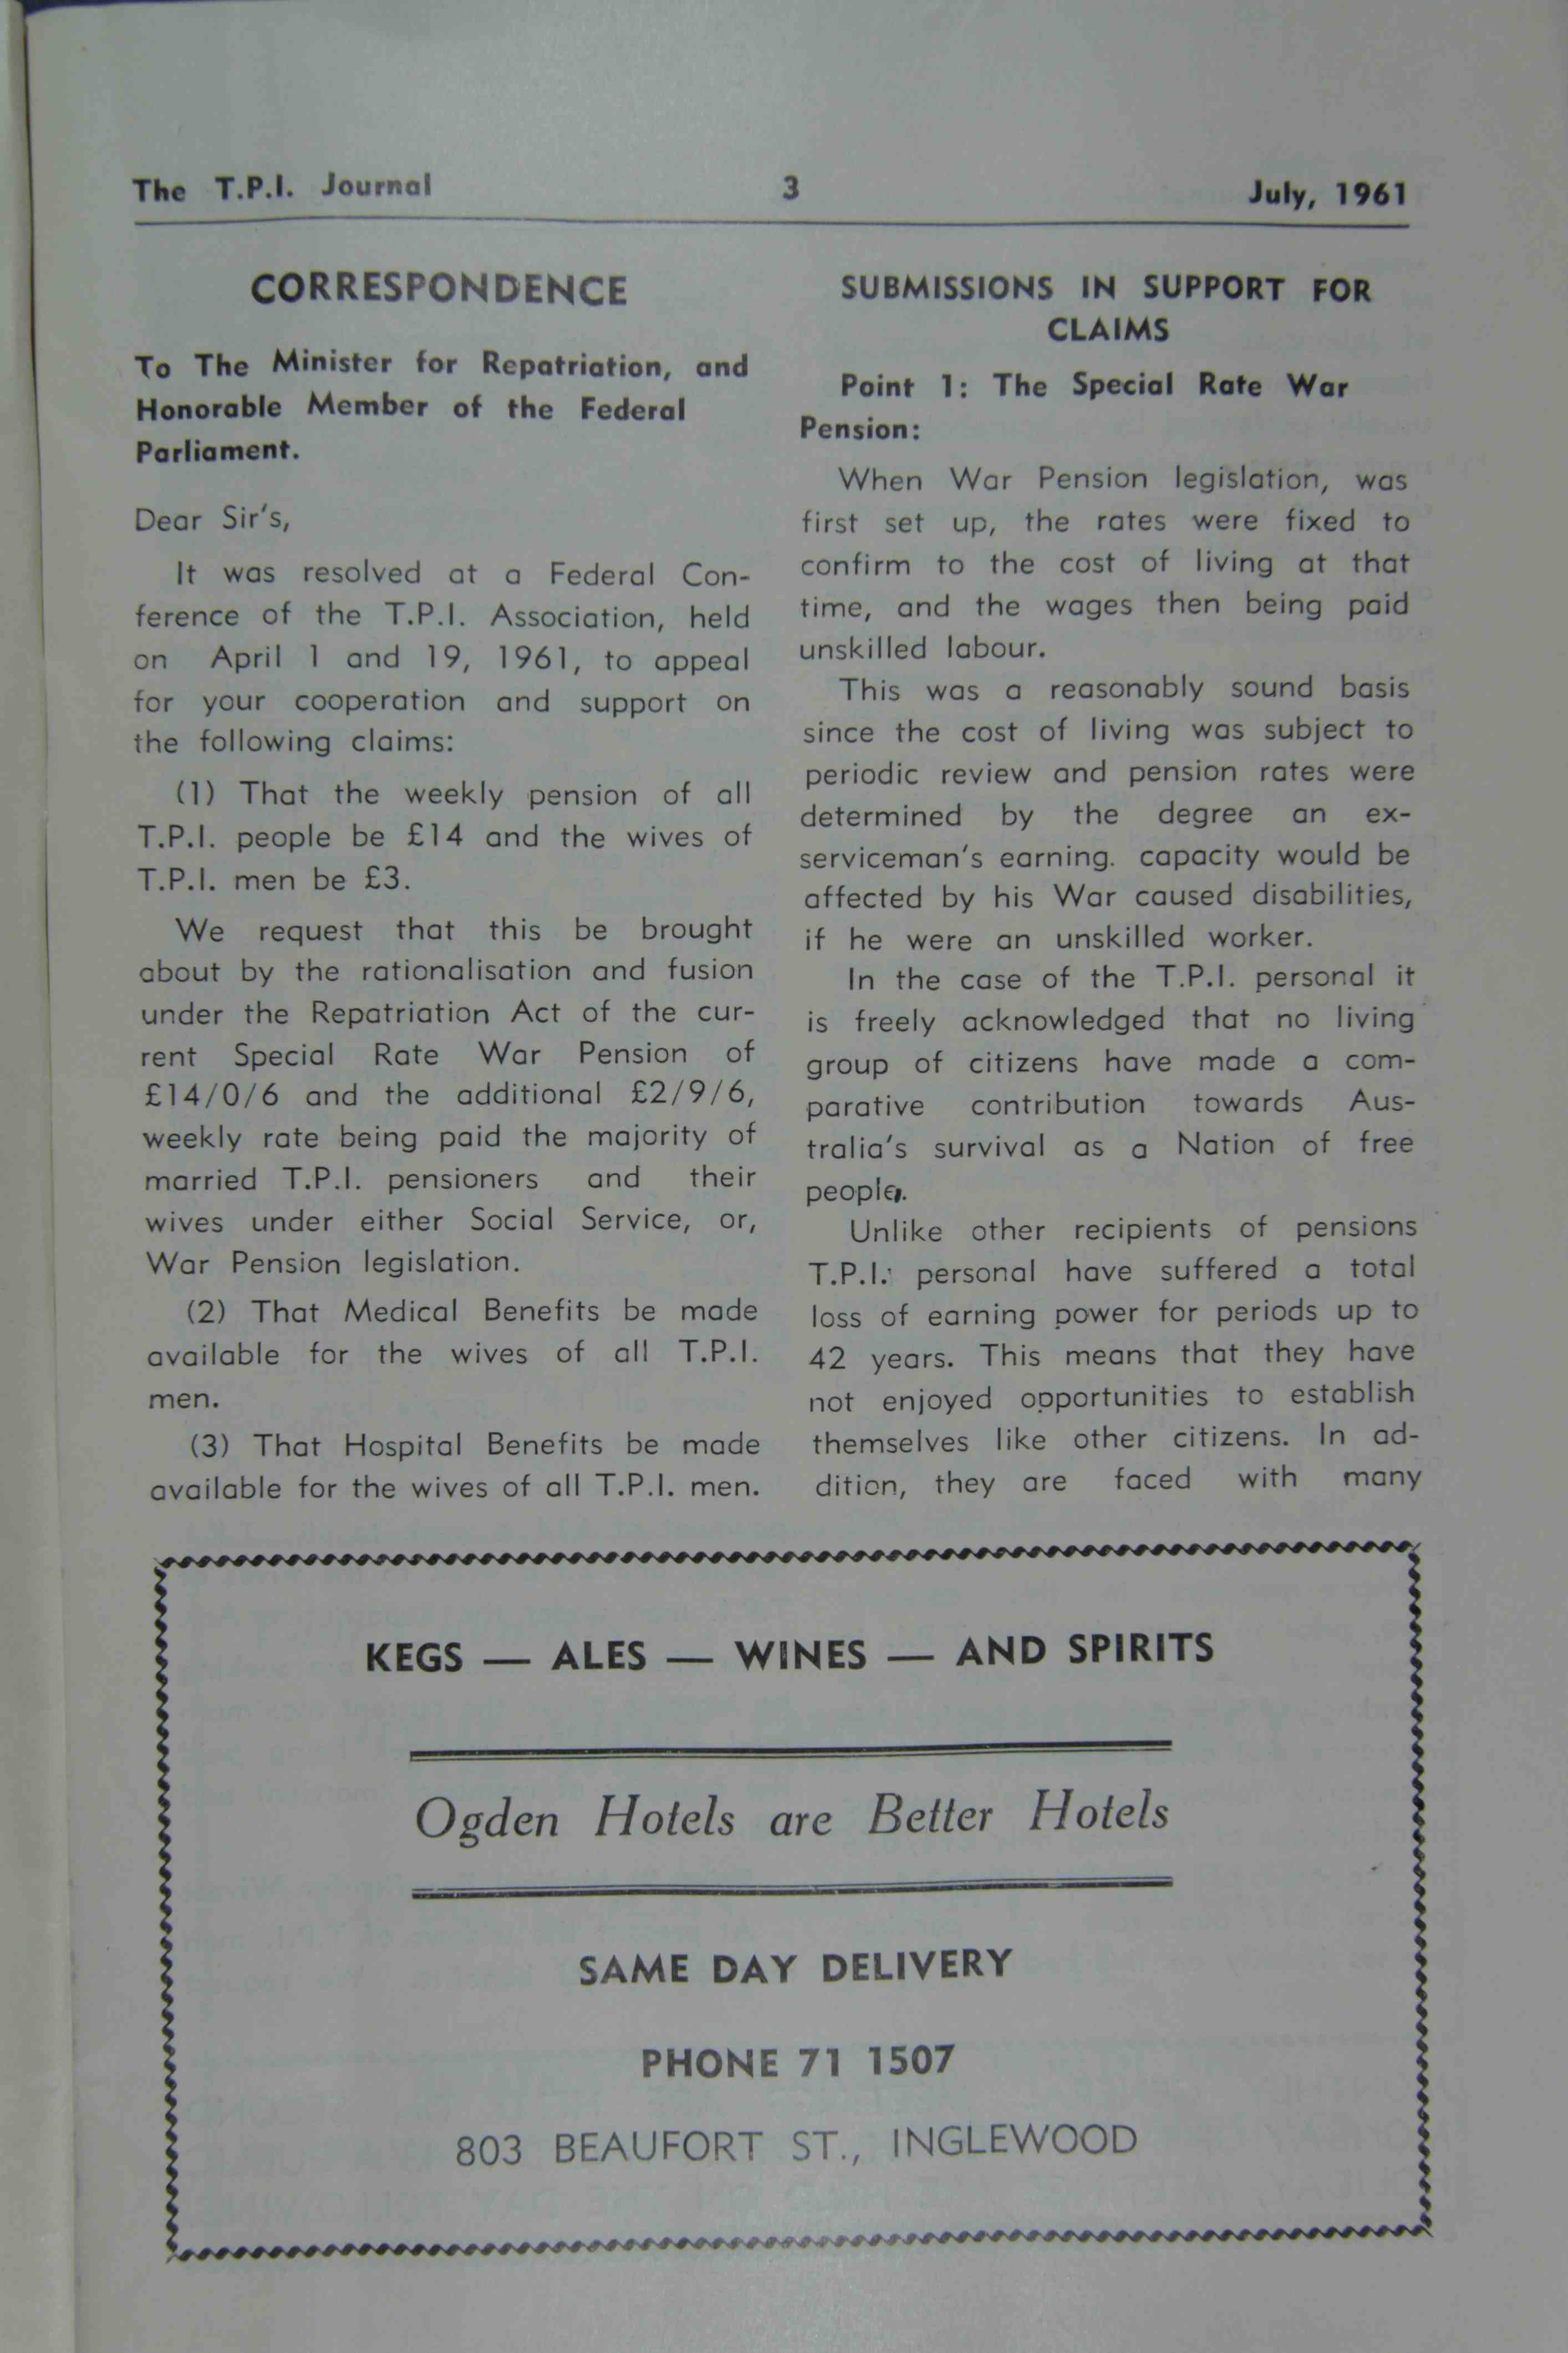 The T.P.I. Journal 3 July, 1961
CORRESPONDENCE
To The Minister for Repatriation, and
Honorable Member of the Federal
Parliament.
Dear Sir's,
It was resolved at a Federal Con-
ference of the T.P.I. Association, held
on April 1 and 19, 1961, to appeal
for your cooperation and support on
the following claims:
(1) That the weekly pension of all
T.P.I. people be £14 and the wives of
T.P.I. men be £3.
We request that this be brought
about by the rationalisation and fusion
under the Repatriation Act of the cur-
rent Special Rate War Pension of
£14/0/6 and the additional £2/9/6,
weekly rate being paid the majority of
married T.P.I. pensioners and their
wives under either Social Service, or,
War Pension legislation.
(2) That Medical Benefits be made
available for the wives of all T.P.I.
men.
(3) That Hospital Benefits be made
available for the wives of all T.P.I. men.
SUBMISSIONS IN SUPPORT FOR
CLAIMS
Point 1: The Special Rate War
Pension:
When War Pension legislation, was
first set up, the rates were fixed to
confirm to the cost of living at that
time, and the wages then being paid
unskilled labour.
This was a reasonably sound basis
since the cost of living was subject to
periodic review and pension rates were
determined by the degree an ex-
serviceman's earning. capacity would be
affected by his War caused disabilities,
if he were an unskilled worker.
In the case of the T.P.I. personal it
is freely acknowledged that no living
group of citizens have made a com-
parative contribution towards Aus-
tralia's survival as a Nation of free
people.
Unlike other recipients of pensions
T.P.I. personal have suffered a total
loss of earning power for periods up to
42 years. This means that they have
not enjoyed opportunities to establish
themselves like other citizens. In ad-
dition, they are faced with many
KEGS — ALES — WINES — AND SPIRITS
Ogden Hotels are Better Hotels
SAME DAY DELIVERY
PHONE 71 1507
803 BEAUFORT ST., INGLEWOOD